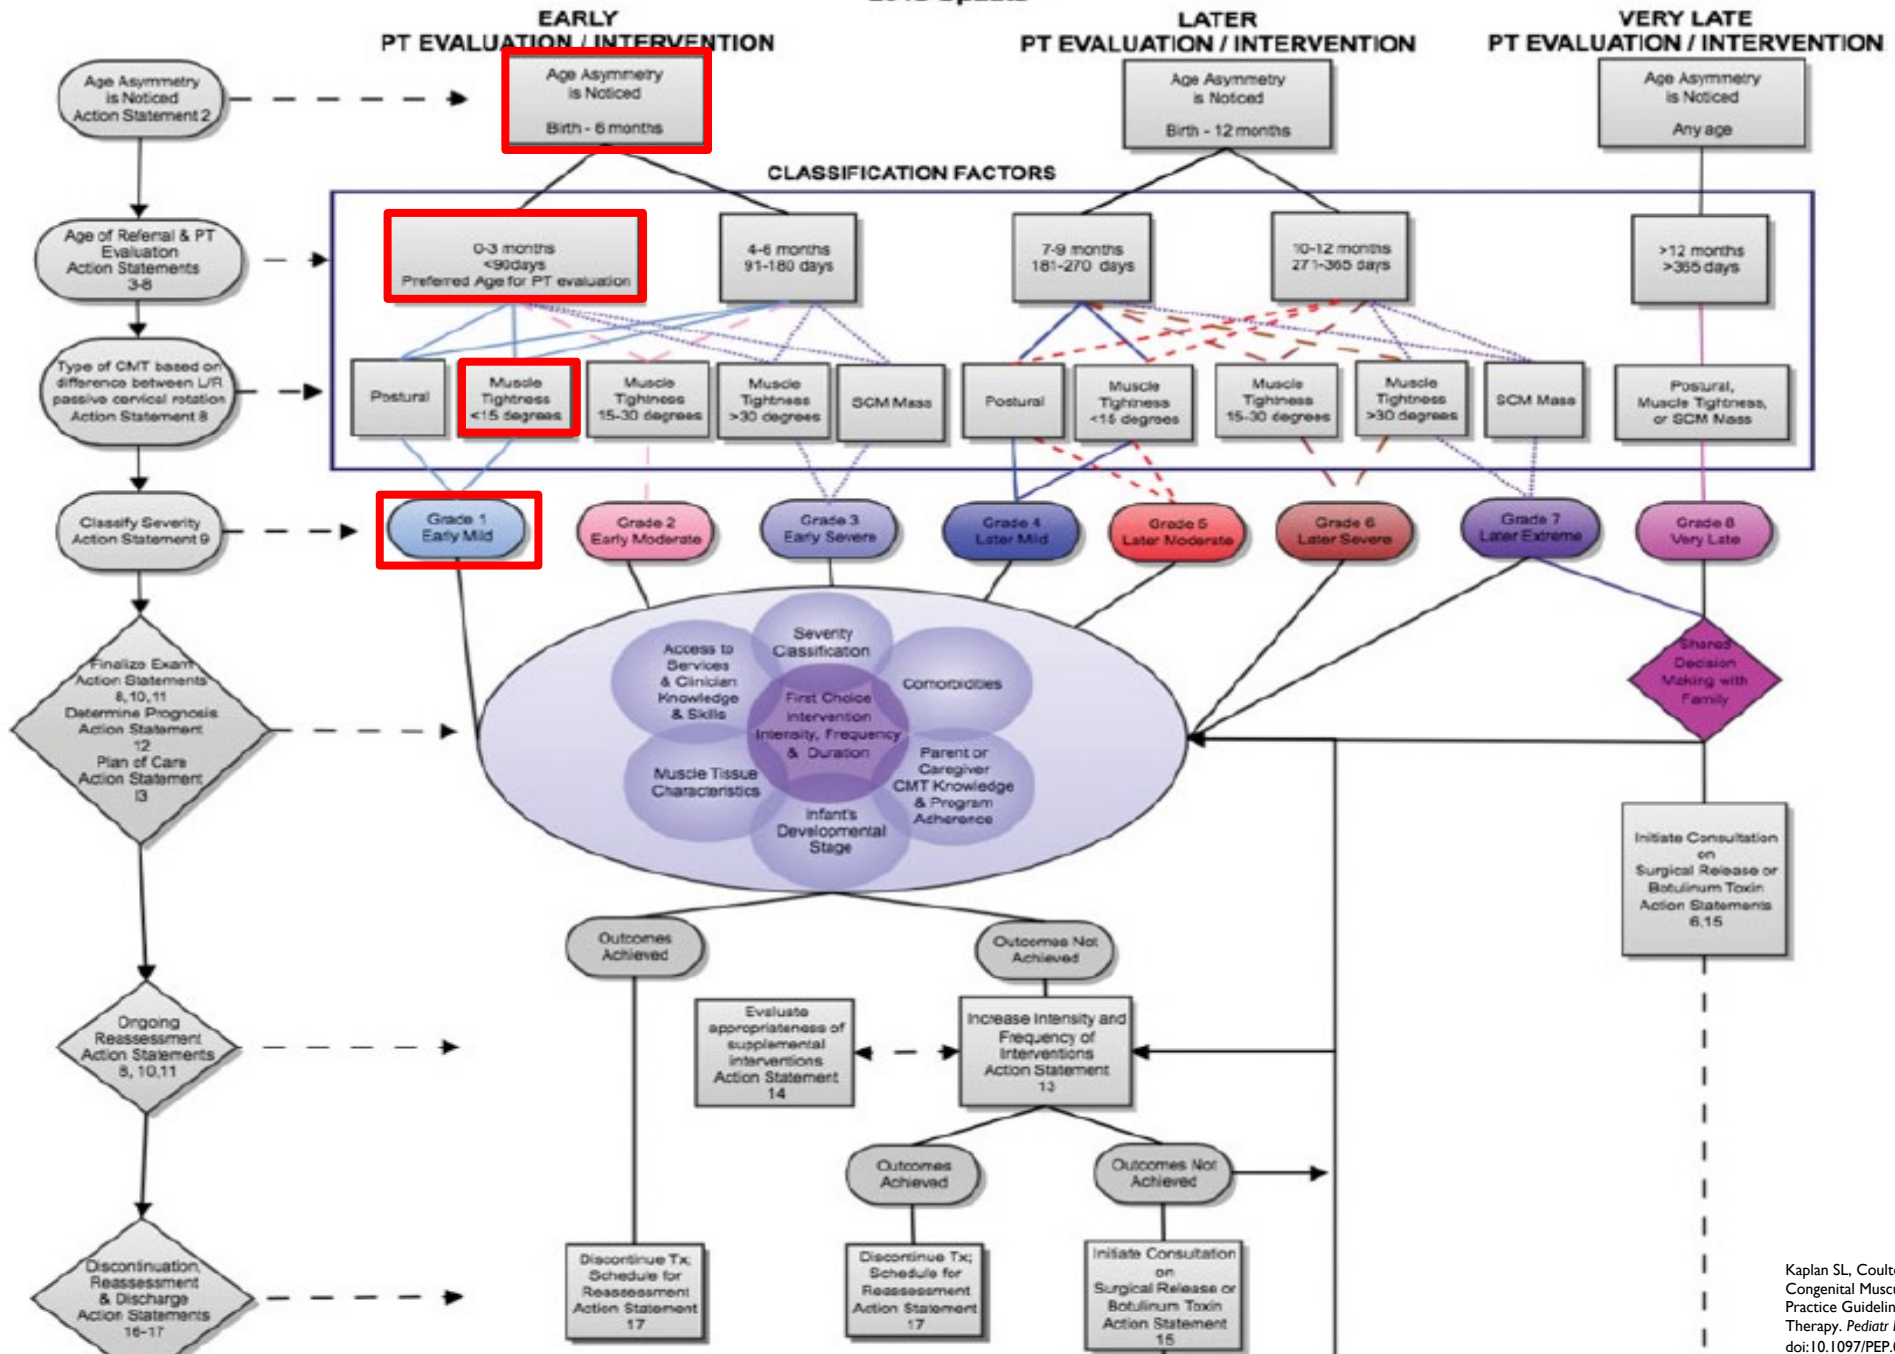 2018 Update
EARLY
PT EVALUATION / INTERVENTION
LATER
PT EVALUATION / INTERVENTION
VERY LATE
PT EVALUATION / INTERVENTION
Age Asymmetry
is Noticed
Action Statement 2
Age Asymmetry
is Noticed
Birth - 6 months
Age Asymmetry
is Noticed
Birth - 12 months
Age Asymmetry
is Noticed
Any age
CLASSIFICATION FACTORS
Age of Referral & PT
Evaluation
Action Statements
3-8
0-3 months
<90days
Preferred Age for PT evaluation
4-6 months
91-180 days
7-9 months
181-270 days
10-12 months
271-365 days
>12 months
>365 days
Type of CMT based on
difference between L/R
passive cervical rotation
Action Statement 8
Postural
Muscle
Tightness
<15 degrees
Muscle
Tightness
15-30 degrees
Muscle
Tightness
>30 degrees
SCM Mass
Postural
Muscle
Tightness
<15 degrees
Muscle
Tightness
15-30 degrees
Muscle
Tightness
>30 degrees
SCM Mass
Postural,
Muscle Tightness,
or SCM Mass
Classify Severity
Action Statement 9
Grade 1
Early Mild
Grade 2
Early Moderate
Grade 3
Early Severe
Grade 4
Later Mild
Grade 5
Later Moderate
Grade 6
Later Severe
Grade 7
Later Extreme
Grade 8
Very Late
Finalize Exam
Action Statements
8,10,11
Determine Prognosis
Action Statement
12
Plan of Care
Action Statement
13
Access to
Services
& Clinician
Knowledge
& Skills
Severity
Classification
Comorbidities
First Choice
Intervention
Intensity, Frequency
& Duration
Muscle Tissue
Characteristics
Infant's
Developmental
Stage
Parent or
Caregiver
CMT Knowledge
& Program
Adherence
Shared
Decision
Making with
Family
Initiate Consultation
on
Surgical Release or
Botulinum Toxin
Action Statements
6,15
Outcomes
Achieved
Outcomes Not
Achieved
Ongoing
Reassessment
Action Statements
8, 10,11
Evaluate
appropriateness of
supplemental
interventions
Action Statement
14
Increase Intensity and
Frequency of
Interventions
Action Statement
13
Outcomes
Achieved
Outcomes Not
Achieved
Discontinuation,
Reassessment
& Discharge
Action Statements
16-17
Discontinue Tx;
Schedule for
Reassessment
Action Statement
17
Discontinue Tx;
Schedule for
Reassessment
Action Statement
17
Initiate Consultation
on
Surgical Release or
Botulinum Toxin
Action Statement
15
Kaplan SL, Coulte
Congenital Muscu
Practice Guidelin
Therapy. Pediatr
doi:10.1097/PEP.